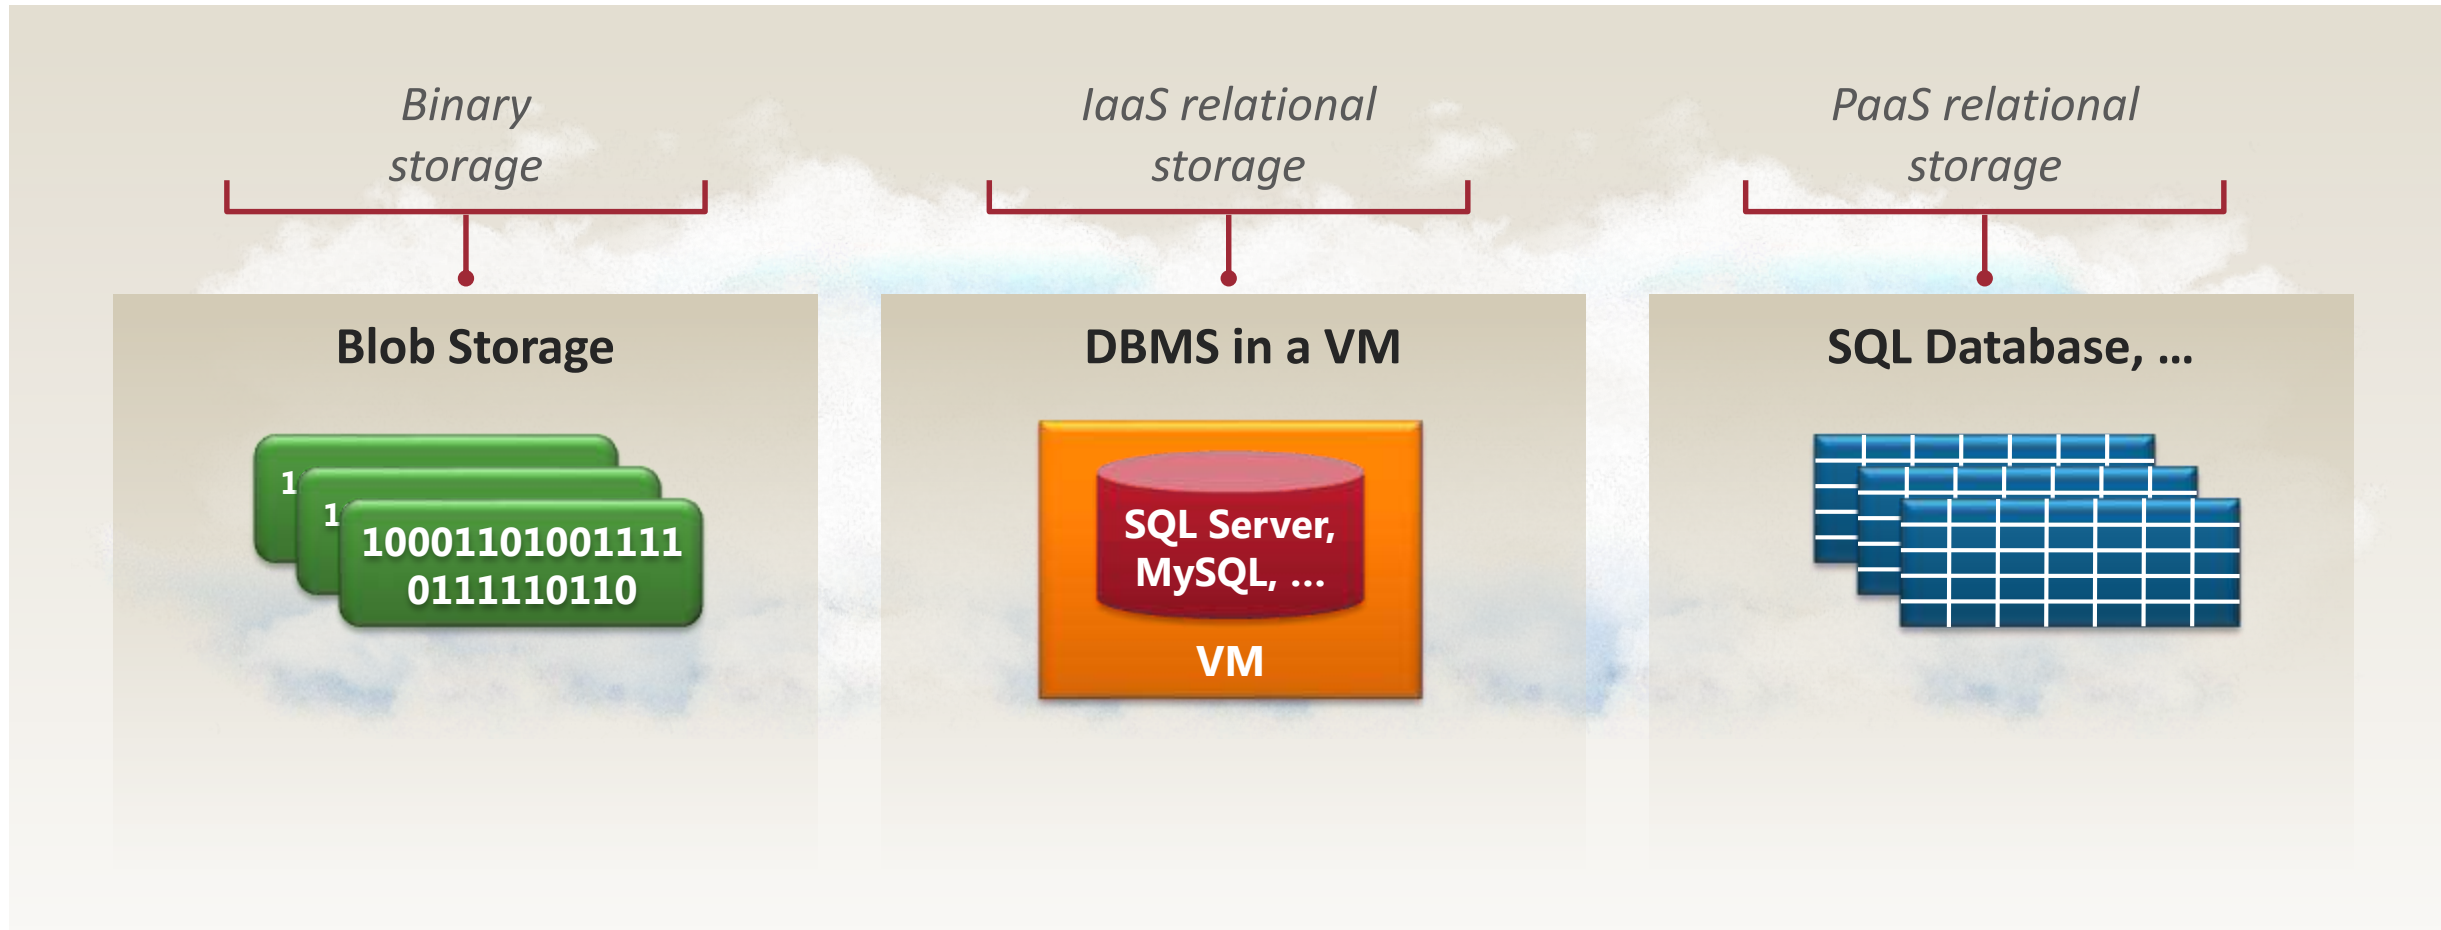 Binary
storage
IaaS relational
storage
PaaS relational
storage
Blob Storage
DBMS in a VM
SQL Database, ...
1
1
10001101001111
0111110110
SQL Server,
MySQL, ...
VM